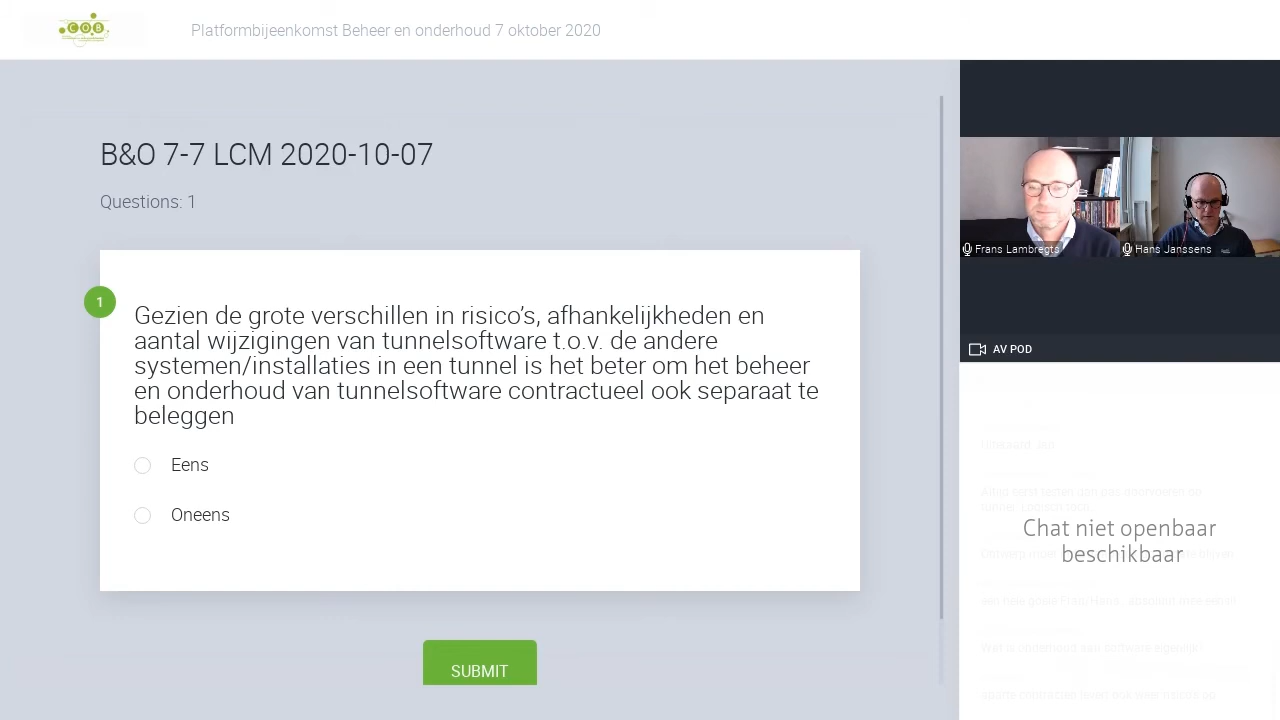 COB
Platformbijeenkomst Beheer en onderhoud 7 oktober 2020
B&O 7-7 LCM 2020-10-07
Questions: 1
1
Gezien de grote verschillen in risico’s, afhankelijkheden en
aantal wijzigingen van tunnelsoftware t.o.v. de andere
systemen/installaties in een tunnel is het beter om het beheer
en onderhoud van tunnelsoftware contractueel ook separaat te
beleggen
Eens
Oneens
SUBMIT
Frans Lambregts
Hans Janssens
AV POD
Chat niet openbaar
beschikbaar